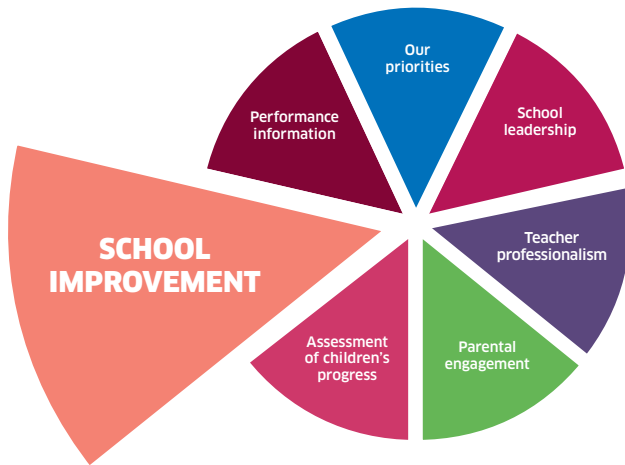 Our
priorities
School
leadership
Teacher
professionalism
Parental
engagement
Assessment
of children's
progress
SCHOOL
IMPROVEMENT
Performance
information